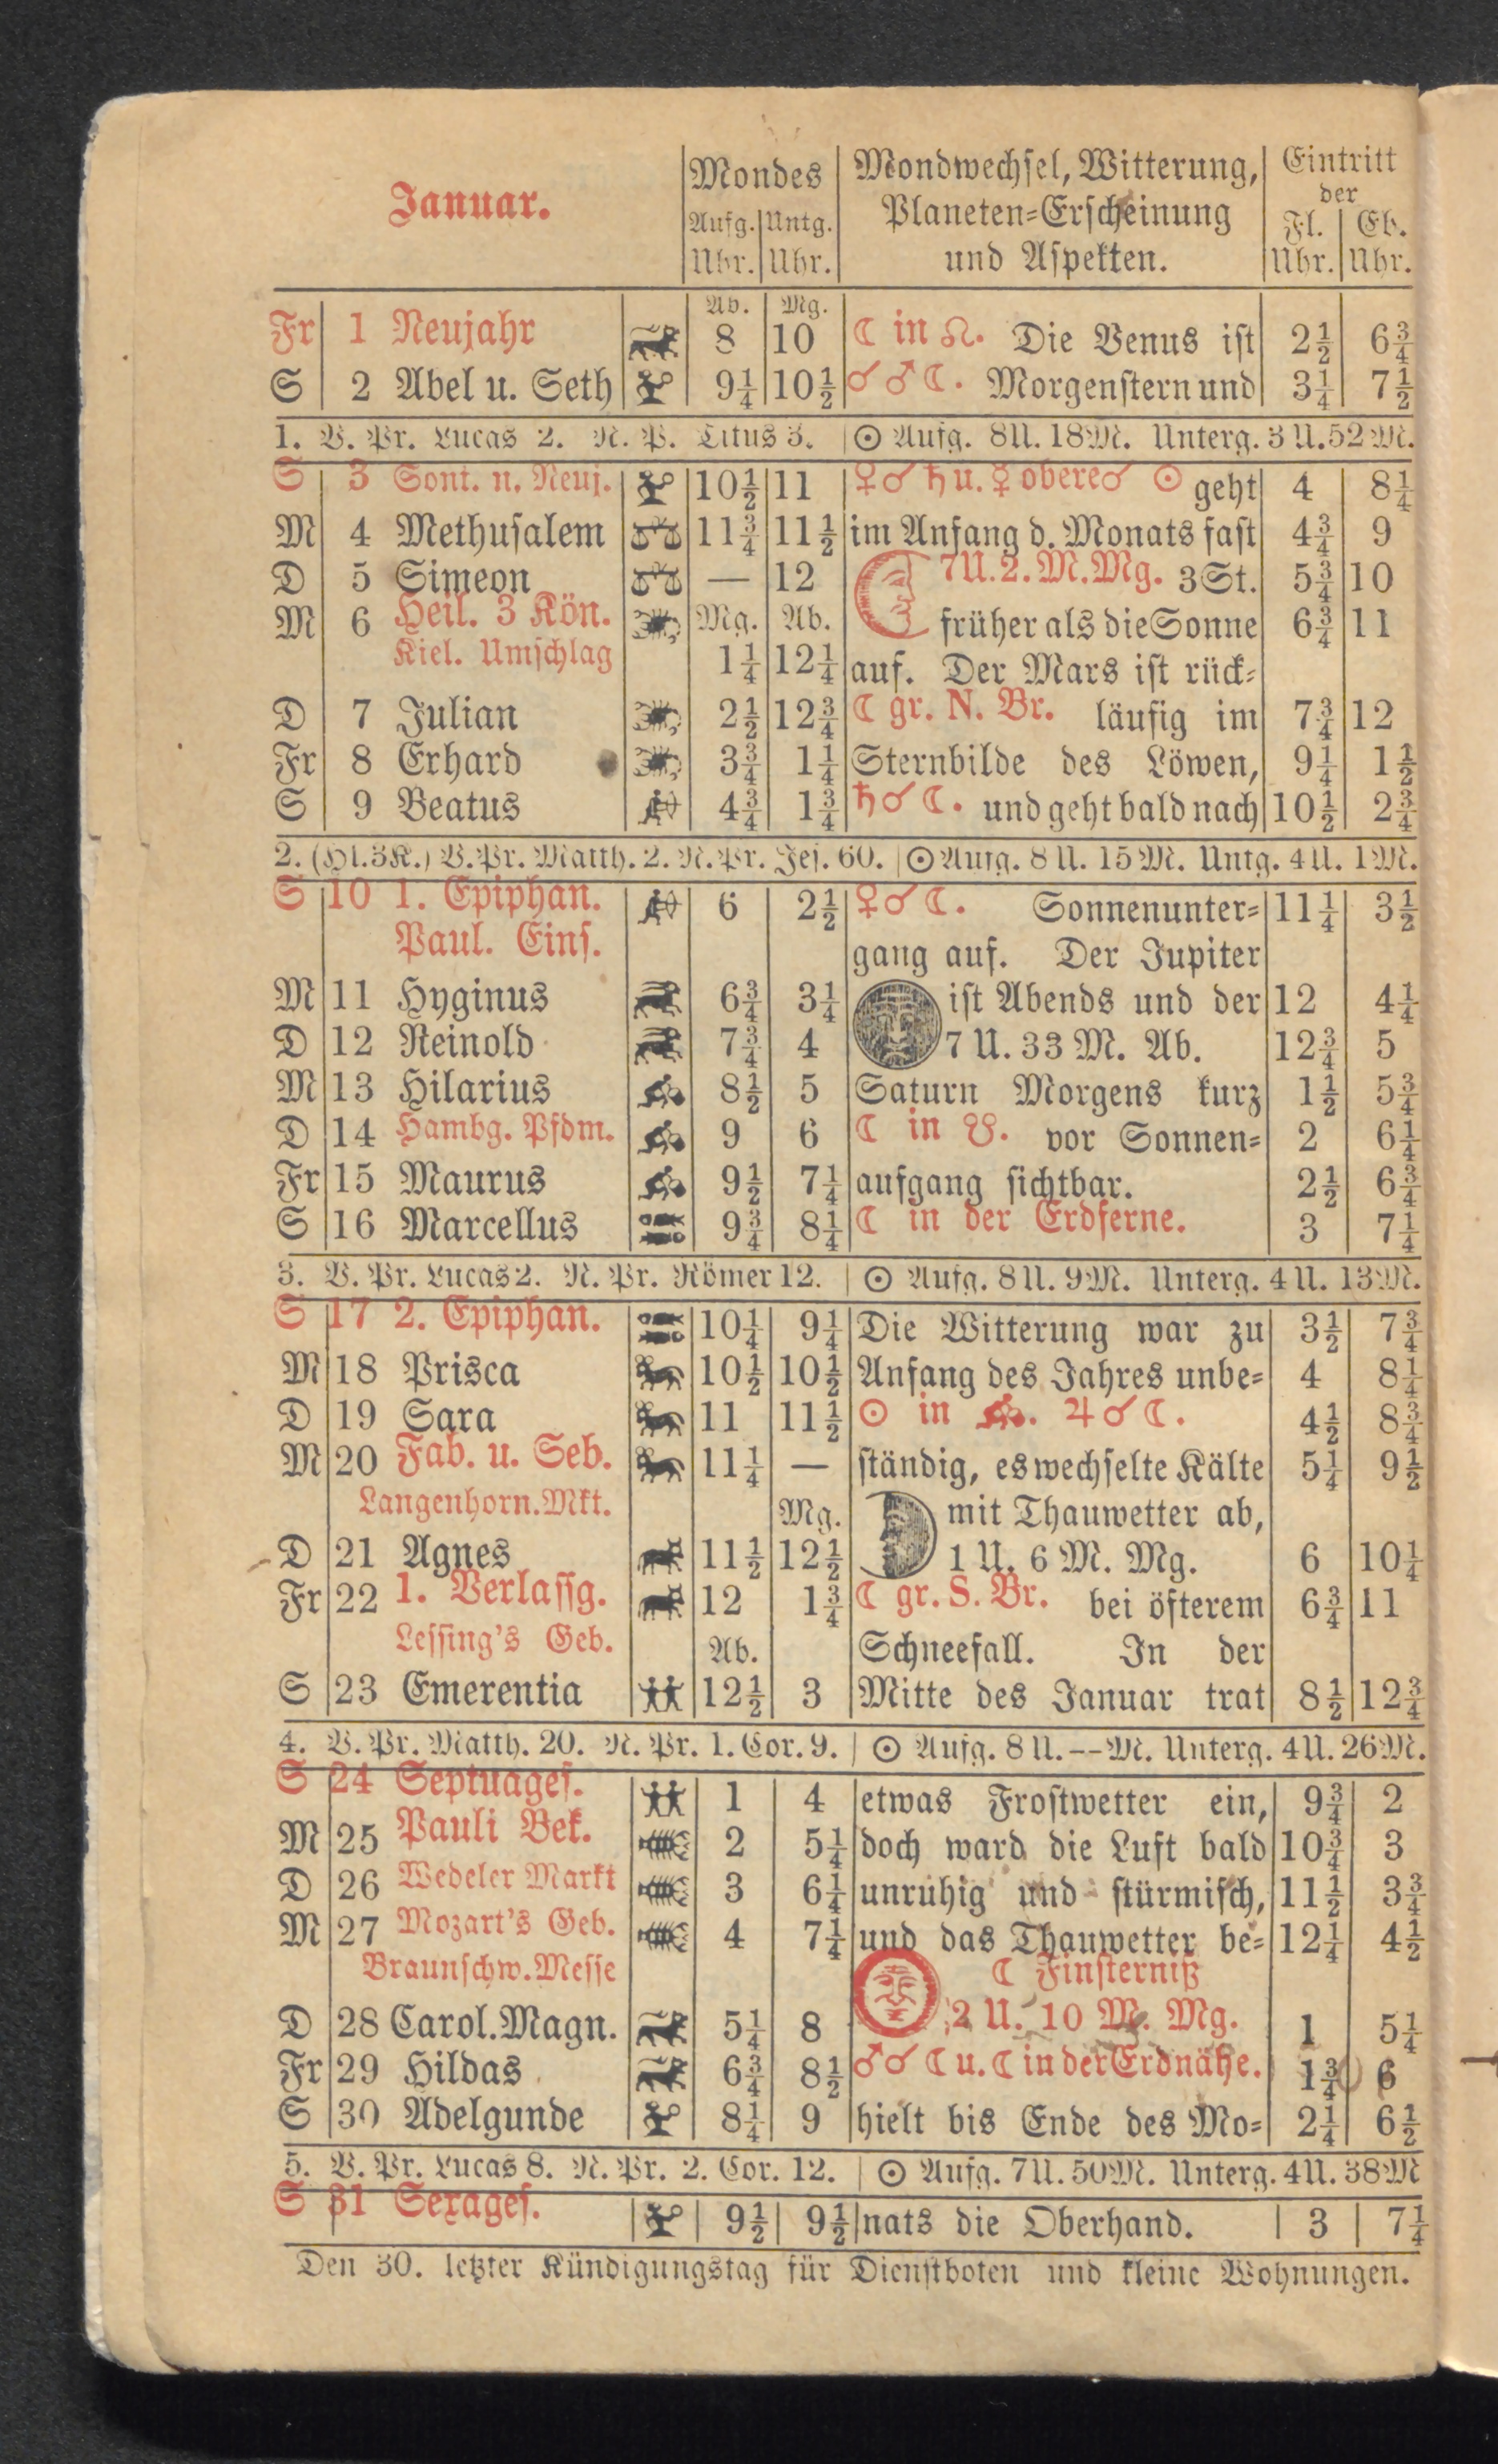 Januar.
Mondes
Aufg. Untg.
Uhr. Uhr.
Mondwechsel, Witterung,
Planeten=Erscheinung
und Aspekten.
Eintritt
der
Fl. Eb.
Uhr. Uhr.
Ab. Mg.
Fr 1 Neujahr 8 10 ☾ in ☊. Die Venus ist 2½ 6¾
S 2 Abel u. Seth 9¼ 10½ ☌ ♂ ☾. Morgenstern und 3¼ 7½
1. V. Pr. Lucas 2. N. P. Titus 3. ☉ Aufg. 8 U. 18 M. Unterg. 3 U. 52 M.
S 3 Sont. n. Neuj. 10½ 11 ♀ ☌ ♄ u. ☿ obere ☌ ☉ geht 4 8¼
M 4 Methusalem 11¾ 11½ im Anfang d. Monats fast 4¾ 9
D 5 Simeon — 12 7 U. 2. M. Mg. 3 St. 5¾ 10
M 6 Heil. 3 Kön. Mg. Ab. früher als die Sonne 6¾ 11
Kiel. Umschlag 1¼ 12¼ auf. Der Mars ist rück=
D 7 Julian 2½ 12¾ ☾ gr. N. Br. läufig im 7¾ 12
Fr 8 Erhard 3¾ 1¼ Sternbilde des Löwen, 9¼ 1½
S 9 Beatus 4¾ 1¾ ♄ ☌ ☾. und geht bald nach 10½ 2¾
2. (Hl. 3 K.) V. Pr. Matth. 2. N. Pr. Jes. 60. ☉ Aufg. 8 U. 15 M. Untg. 4 U. 1 M.
S 10 1. Epiphan. 6 2½ ♀ ☌ ☾. Sonnenunter= 11¼ 3½
Paul. Eins. gang auf. Der Jupiter
M 11 Hyginus 6¾ 3¼ ist Abends und der 12 4¼
D 12 Reinold 7¾ 4 7 U. 33 M. Ab. 12¾ 5
M 13 Hilarius 8½ 5 Saturn Morgens kurz 1½ 5¾
D 14 Hambg. Pfdm. 9 6 ☾ in ☋. vor Sonnen= 2 6¼
Fr 15 Maurus 9½ 7¼ aufgang sichtbar. 2½ 6¾
S 16 Marcellus 9¾ 8¼ ☾ in der Erdferne. 3 7¼
3. V. Pr. Lucas 2. N. Pr. Römer 12. ☉ Aufg. 8 U. 9 M. Unterg. 4 U. 13 M.
S 17 2. Epiphan. 10¼ 9¼ Die Witterung war zu 3½ 7¾
M 18 Prisca 10½ 10½ Anfang des Jahres unbe= 4 8¼
D 19 Sara 11 11½ ☉ in ♒. ♃ ☌ ☾. 4½ 8¾
M 20 Fab. u. Seb. 11¼ — ständig, es wechselte Kälte 5¼ 9½
Langenhorn. Mkt. Mg. mit Thauwetter ab,
D 21 Agnes 11½ 12½ 1 U. 6 M. Mg. 6 10¼
Fr 22 1. Verlassg. 12 1¾ ☾ gr. S. Br. bei öfterem 6¾ 11
Lessing's Geb. Ab. Schneefall. In der
S 23 Emerentia 12½ 3 Mitte des Januar trat 8½ 12¾
4. V. Pr. Matth. 20. N. Pr. 1. Cor. 9. ☉ Aufg. 8 U. -- M. Unterg. 4 U. 26 M.
S 24 Septuages. 1 4 etwas Frostwetter ein, 9¾ 2
M 25 Pauli Bek. 2 5¼ doch ward die Luft bald 10¾ 3
D 26 Wedeler Markt 3 6¼ unruhig und stürmisch, 11½ 3¾
M 27 Mozart's Geb. 4 7¼ und das Thauwetter be= 12¼ 4½
Braunschw. Messe ☾ Finsterniß
D 28 Carol. Magn. 5¼ 8 2 U. 10 M. Mg. 1 5¼
Fr 29 Hildas 6¾ 8½ ♂ ☌ ☾ u. ☾ in der Erdnähe. 1¾ 6
S 30 Adelgunde 8¼ 9 hielt bis Ende des Mo= 2¼ 6½
5. V. Pr. Lucas 8. N. Pr. 2. Cor. 12. ☉ Aufg. 7 U. 50 M. Unterg. 4 U. 38 M
S 31 Sexages. 9½ 9½ nats die Oberhand. 3 7¼
Den 30. letzter Kündigungstag für Dienstboten und kleine Wohnungen.